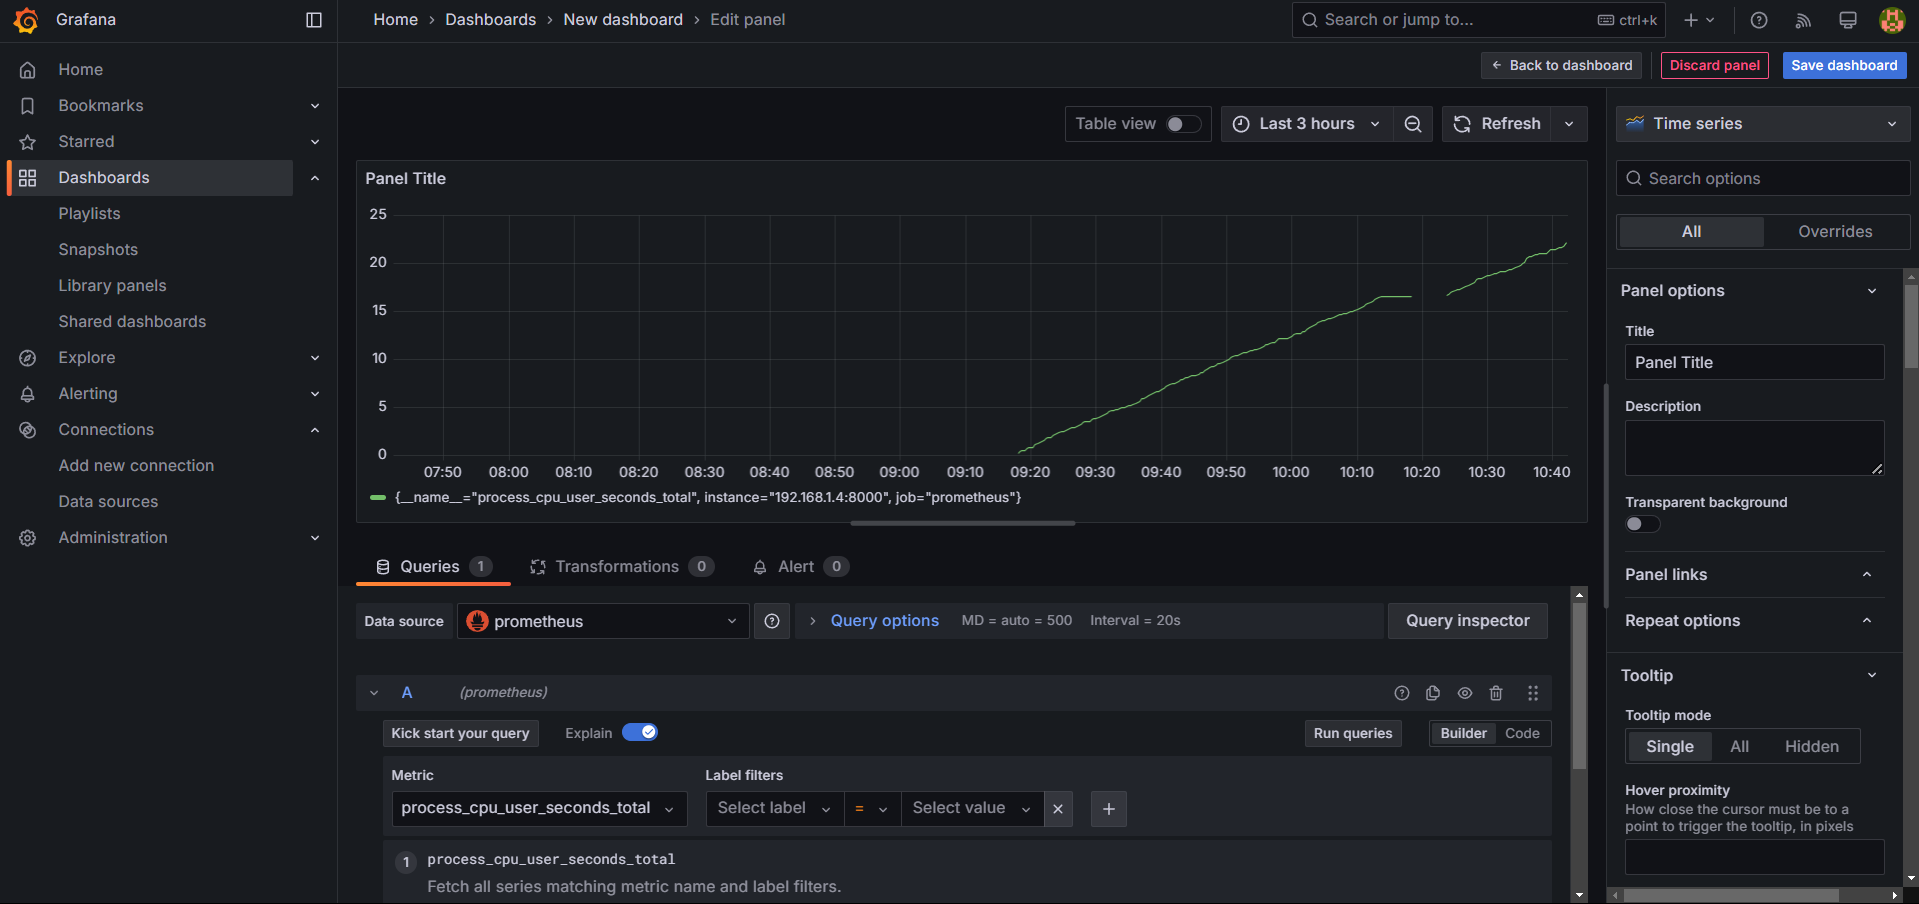 Grafana
Home › Dashboards › New dashboard › Edit panel
Search or jump to...
ctrl+k
Back to dashboard
Discard panel
Save dashboard
Home
Bookmarks
Starred
Dashboards
Playlists
Snapshots
Library panels
Shared dashboards
Explore
Alerting
Connections
Add new connection
Data sources
Administration
Table view
Last 3 hours
Refresh
Panel Title
25
20
15
10
5
0
07:50 08:00 08:10 08:20 08:30 08:40 08:50 09:00 09:10 09:20 09:30 09:40 09:50 10:00 10:10 10:20 10:30 10:40
{__name__="process_cpu_user_seconds_total", instance="192.168.1.4:8000", job="prometheus"}
Queries 1
Transformations 0
Alert 0
Data source
prometheus
Query options
MD = auto = 500
Interval = 20s
Query inspector
A
(prometheus)
Kick start your query
Explain
Run queries
Builder
Code
Metric
Label filters
process_cpu_user_seconds_total
Select label
=
Select value
1 process_cpu_user_seconds_total
Fetch all series matching metric name and label filters.
Time series
Search options
All
Overrides
Panel options
Title
Panel Title
Description
Transparent background
Panel links
Repeat options
Tooltip
Tooltip mode
Single
All
Hidden
Hover proximity
How close the cursor must be to a
point to trigger the tooltip, in pixels